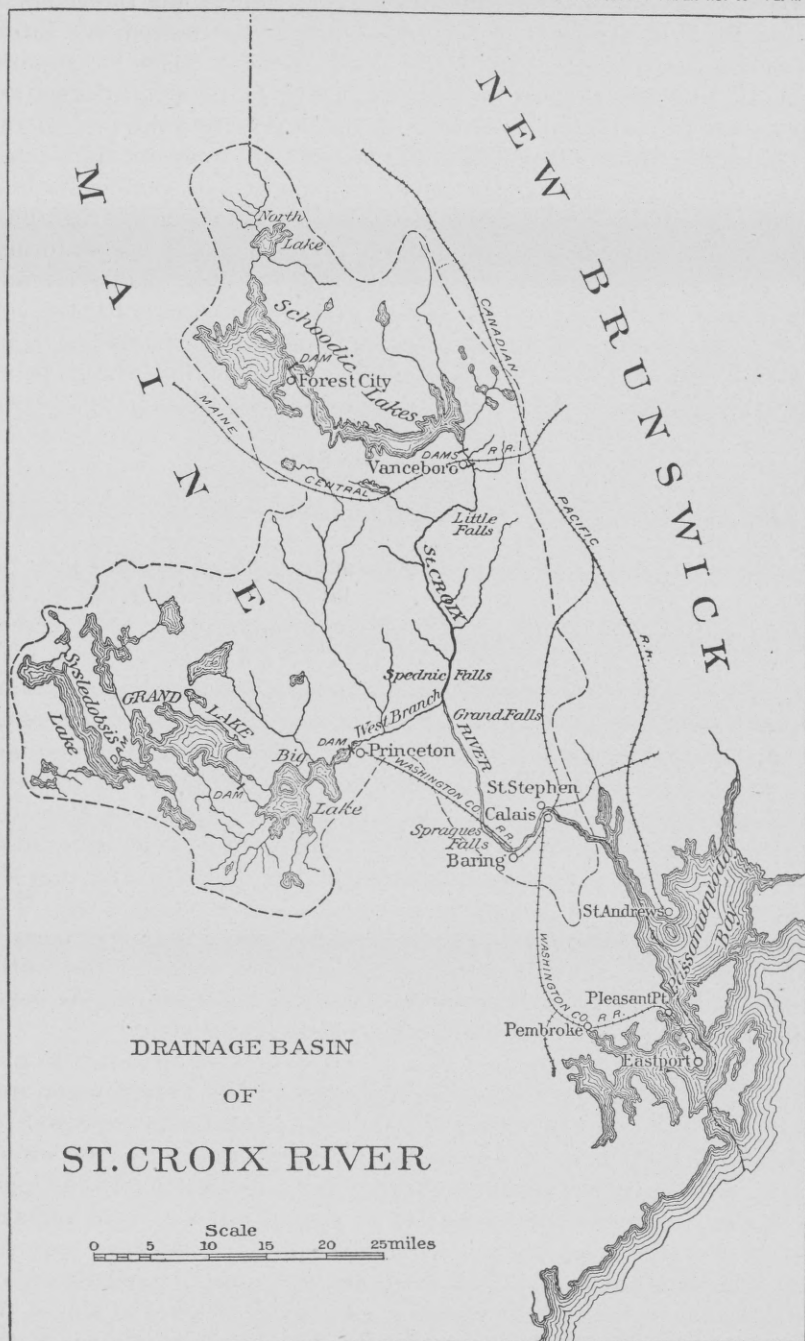 NEW BRUNSWICK
MAINE
North
Lake
Schoodic
Lakes
DAM
Forest City
CANADIAN
PACIFIC
R.R.
MAINE
CENTRAL
R.R.
DAMS
Vanceboro
Little
Falls
St. CROIX
RIVER
Spednic Falls
Grand Falls
West Branch
Sysledobsis
Lake
GRAND
LAKE
DAM
Big
Lake
DAM
Princeton
WASHINGTON CO.
R.R.
St. Stephen
Calais
Spragues
Falls
Baring
St. Andrews
Passamaquoddy
Bay
WASHINGTON CO. R.R.
Pleasant Pt.
Pembroke
Eastport
DRAINAGE BASIN
OF
ST. CROIX RIVER
Scale
0 5 10 15 20 25 miles